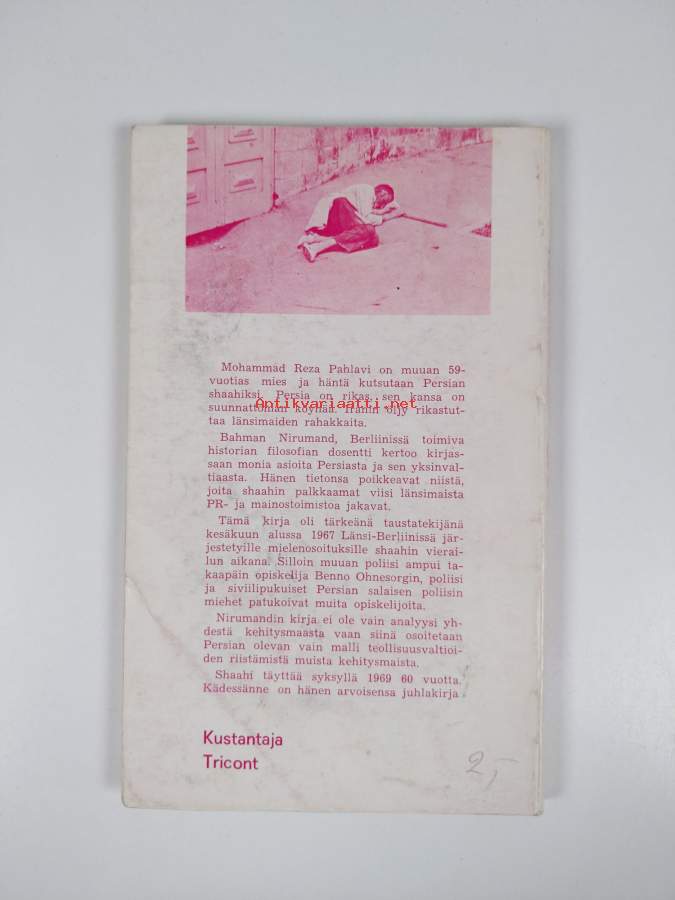 Mohammad Reza Pahlavi on muuan 59-
vuotias mies ja häntä kutsutaan Persian
shaahiksi. Persia on rikas, sen kansa on
Antikvariaatti.net
suunnattoman köyhää. Iranin öljy rikastut-
taa länsimaiden rahakkaita.
Bahman Nirumand, Berliinissä toimiva
historian filosofian dosentti kertoo kirjas-
saan monia asioita Persiasta ja sen yksinval-
tiaasta. Hänen tietonsa poikkeavat niistä,
joita shaahin palkkaamat viisi länsimaista
PR- ja mainostoimistoa jakavat.
Tämä kirja oli tärkeänä taustatekijänä
kesäkuun alussa 1967 Länsi-Berliinissä jär-
jestetyille mielenosoituksille shaahin vierai-
lun aikana. Silloin muuan poliisi ampui ta-
kaapäin opiskelija Benno Ohnesorgin, poliisi
ja siviilipukuiset Persian salaisen poliisin
miehet patukoivat muita opiskelijoita.
Nirumandin kirja ei ole vain analyysi yh-
destä kehitysmaasta vaan siinä osoitetaan
Persian olevan vain malli teollisuusvaltioi-
den riistämistä muista kehitysmaista.
Shaahi täyttää syksyllä 1969 60 vuotta.
Kädessänne on hänen arvoisensa juhlakirja
Kustantaja
Tricont
2,-